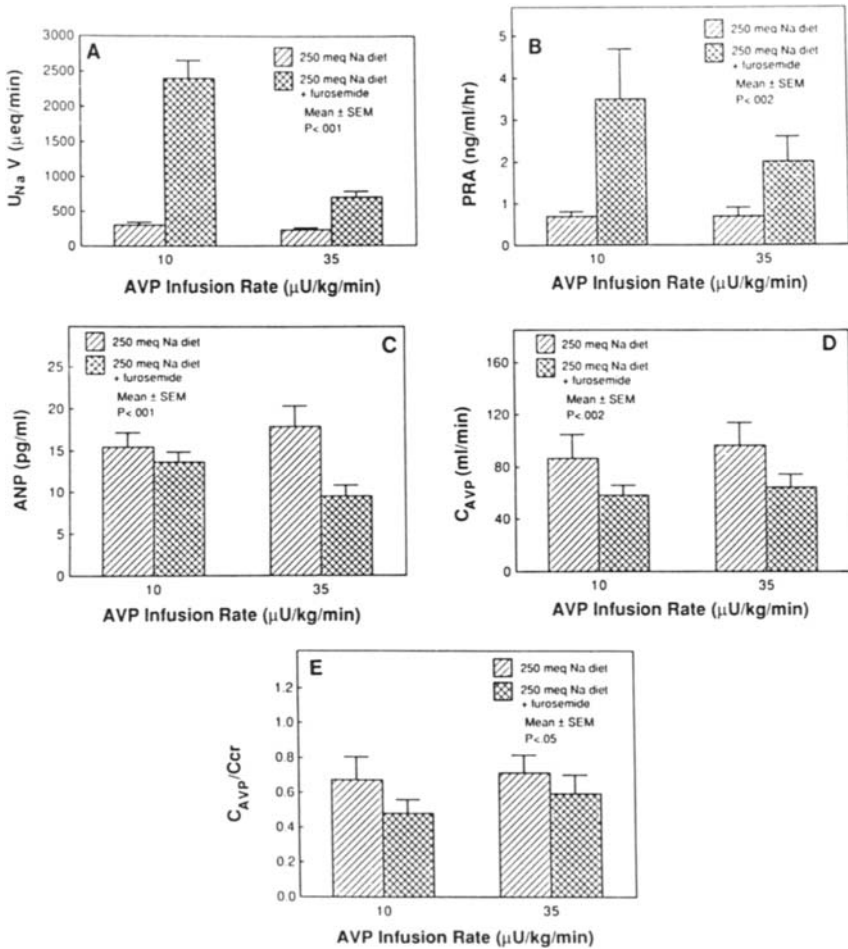 A
250 meq Na diet
250 meq Na diet
+ furosemide
Mean ± SEM
P<.001
U_Na V (μeq/min)
3000
2500
2000
1500
1000
500
0
10
35
AVP Infusion Rate (μU/kg/min)
B
250 meq Na diet
250 meq Na diet
+ furosemide
Mean ± SEM
P<.002
PRA (ng/ml/hr)
5
4
3
2
1
0
10
35
AVP Infusion Rate (μU/kg/min)
C
250 meq Na diet
250 meq Na diet
+ furosemide
Mean ± SEM
P<.001
ANP (pg/ml)
25
20
15
10
5
0
10
35
AVP Infusion Rate (μU/kg/min)
D
250 meq Na diet
250 meq Na diet
+ furosemide
Mean ± SEM
P<.002
C_AVP (ml/min)
160
120
80
40
0
10
35
AVP Infusion Rate (μU/kg/min)
E
250 meq Na diet
250 meq Na diet
+ furosemide
Mean ± SEM
P<.05
C_AVP/Ccr
1.2
1.0
0.8
0.6
0.4
0.2
0.0
10
35
AVP Infusion Rate (μU/kg/min)